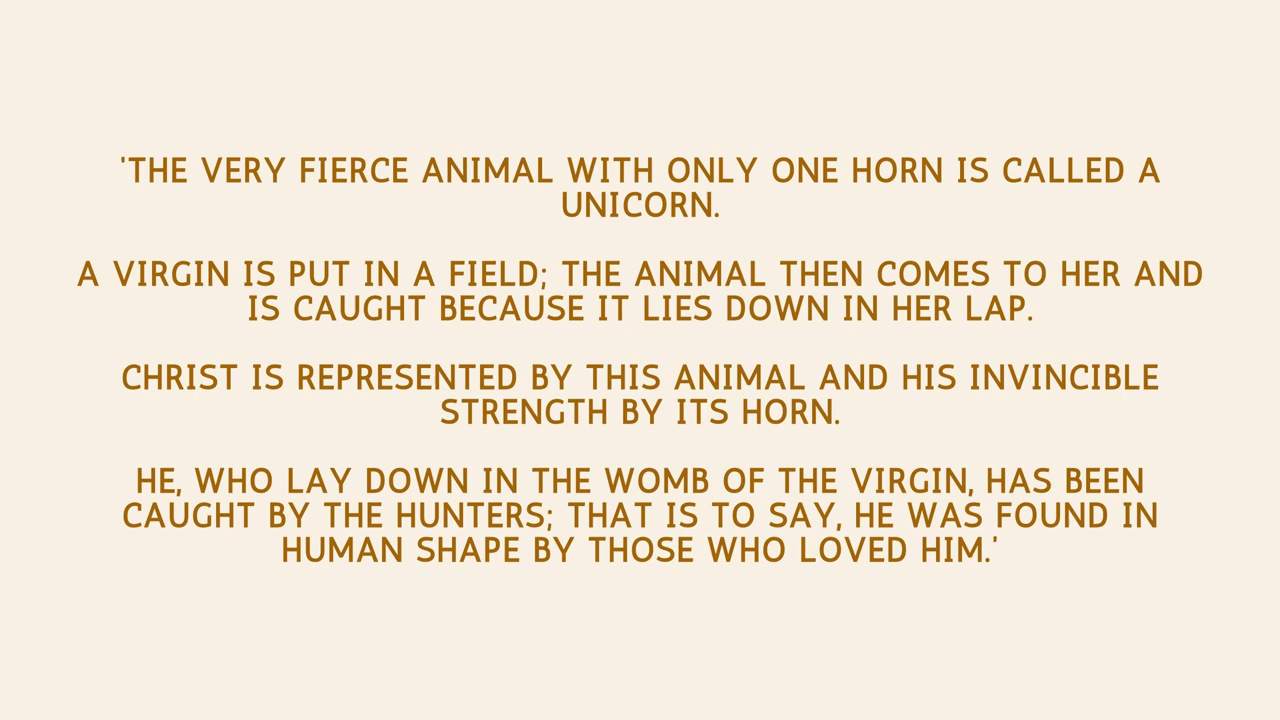 'THE VERY FIERCE ANIMAL WITH ONLY ONE HORN IS CALLED A
UNICORN.
A VIRGIN IS PUT IN A FIELD; THE ANIMAL THEN COMES TO HER AND
IS CAUGHT BECAUSE IT LIES DOWN IN HER LAP.
CHRIST IS REPRESENTED BY THIS ANIMAL AND HIS INVINCIBLE
STRENGTH BY ITS HORN.
HE, WHO LAY DOWN IN THE WOMB OF THE VIRGIN, HAS BEEN
CAUGHT BY THE HUNTERS; THAT IS TO SAY, HE WAS FOUND IN
HUMAN SHAPE BY THOSE WHO LOVED HIM.'